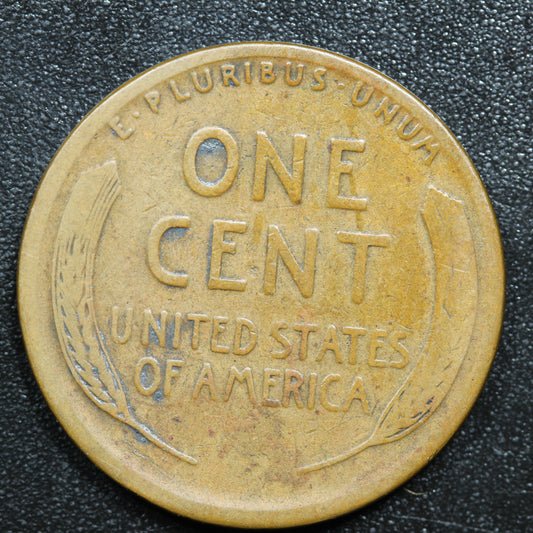 E·PLURIBUS·UNUM
ONE
CENT
UNITED STATES
OF AMERICA